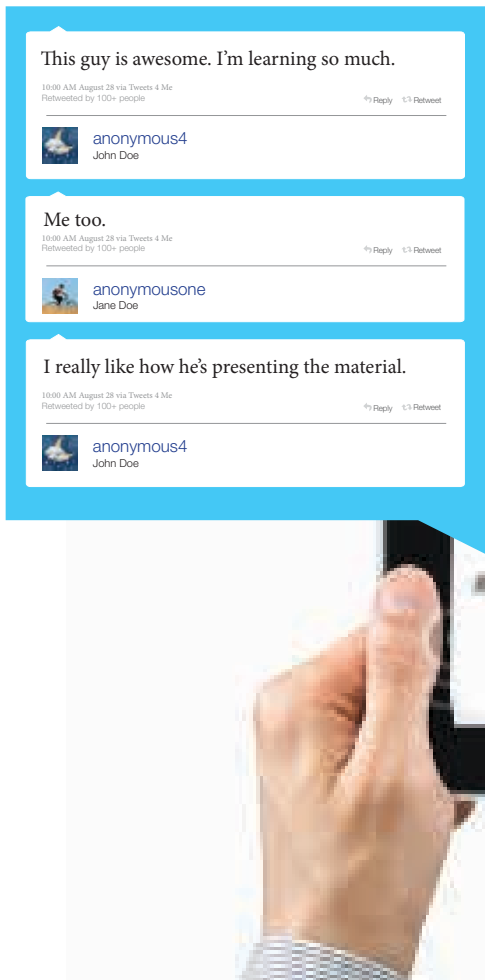 This guy is awesome. I'm learning so much.
10:00 AM August 28 via Tweets 4 Me
Retweeted by 100+ people
Reply Retweet
anonymous4
John Doe
Me too.
10:00 AM August 28 via Tweets 4 Me
Retweeted by 100+ people
Reply Retweet
anonymousone
Jane Doe
I really like how he's presenting the material.
10:00 AM August 28 via Tweets 4 Me
Retweeted by 100+ people
Reply Retweet
anonymous4
John Doe